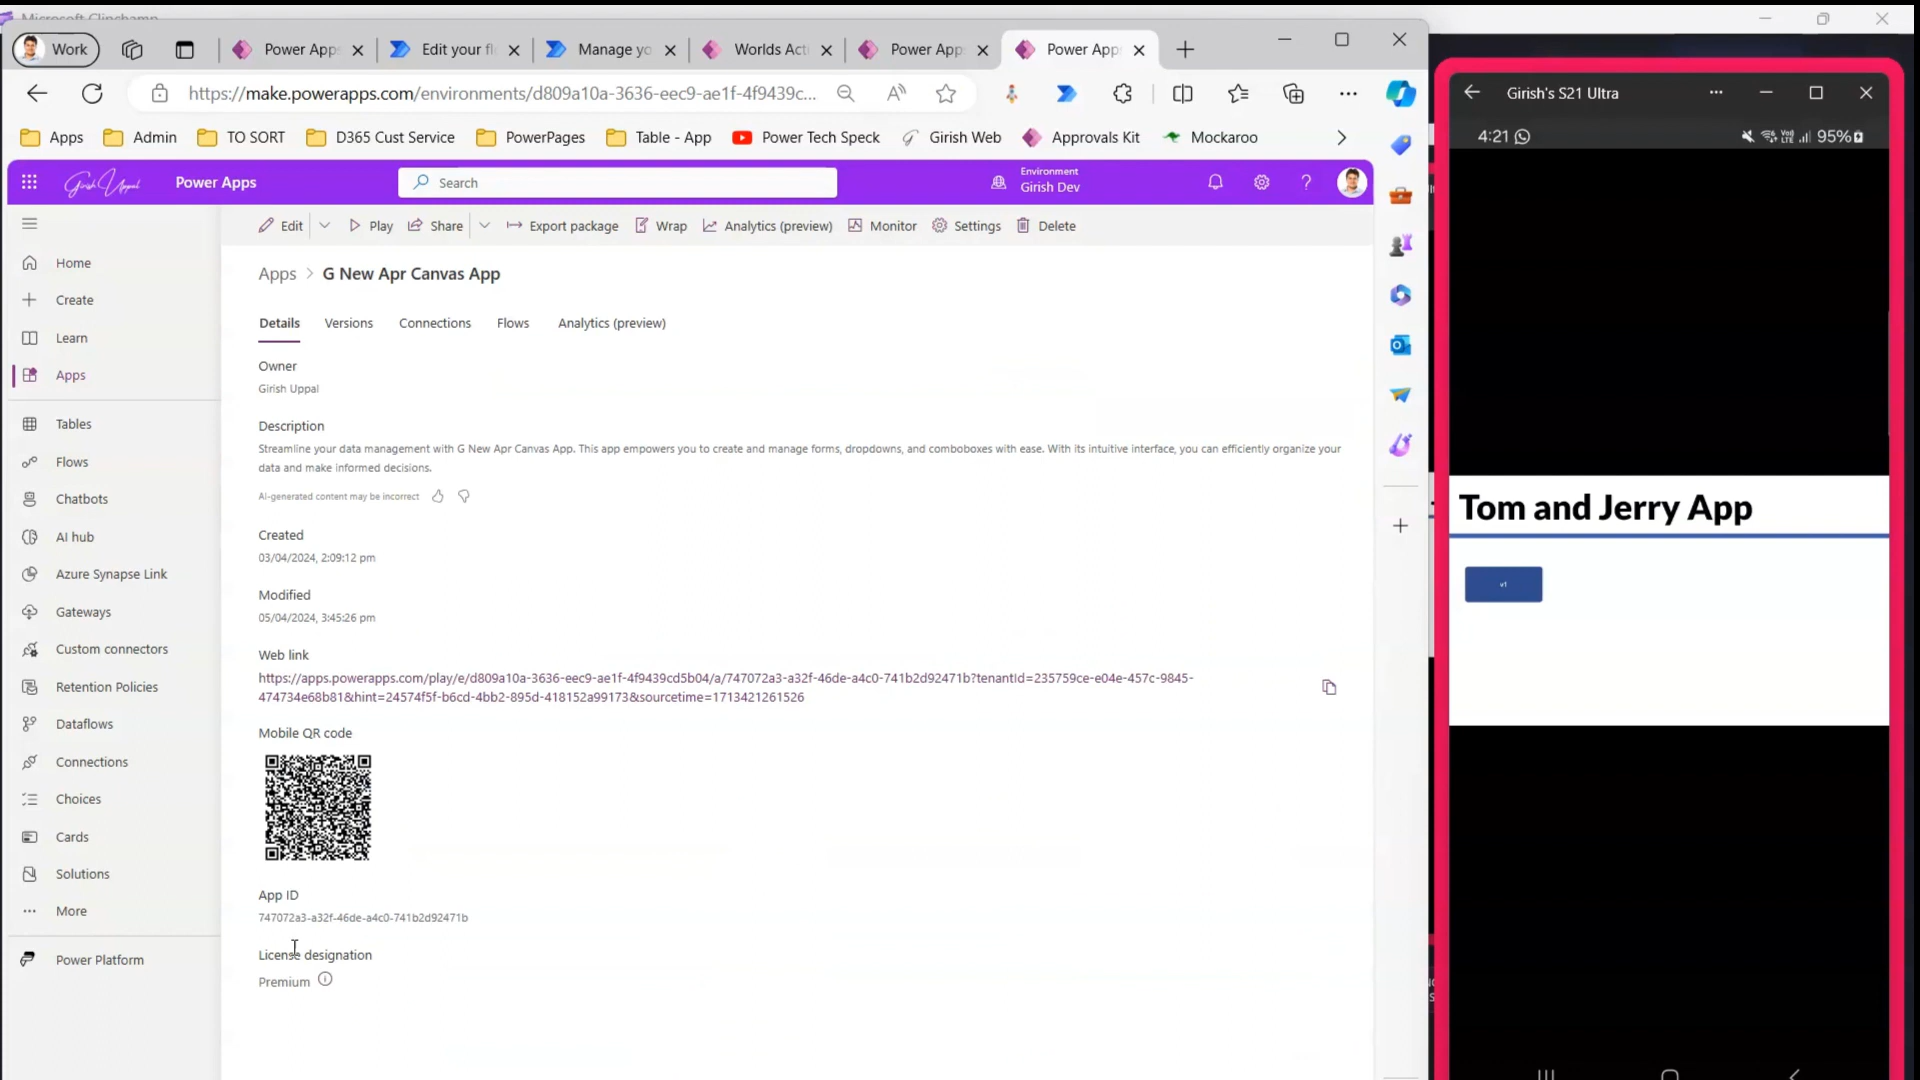 Microsoft Clipchamp
Work
Power Apps
Edit your fl
Manage yo
Worlds Acti
Power App
Power App
https://make.powerapps.com/environments/d809a10a-3636-eec9-ae1f-4f9439c...
Apps
Admin
TO SORT
D365 Cust Service
PowerPages
Table - App
Power Tech Speck
Girish Web
Approvals Kit
Mockaroo
Girish Uppal
Power Apps
Search
Environment
Girish Dev
Edit
Play
Share
Export package
Wrap
Analytics (preview)
Monitor
Settings
Delete
Home
Create
Learn
Apps
Tables
Flows
Chatbots
AI hub
Azure Synapse Link
Gateways
Custom connectors
Retention Policies
Dataflows
Connections
Choices
Cards
Solutions
More
Power Platform
Apps > G New Apr Canvas App
Details
Versions
Connections
Flows
Analytics (preview)
Owner
Girish Uppal
Description
Streamline your data management with G New Apr Canvas App. This app empowers you to create and manage forms, dropdowns, and comboboxes with ease. With its intuitive interface, you can efficiently organize your
data and make informed decisions.
AI-generated content may be incorrect
Created
03/04/2024, 2:09:12 pm
Modified
05/04/2024, 3:45:26 pm
Web link
https://apps.powerapps.com/play/e/d809a10a-3636-eec9-ae1f-4f9439cd5b04/a/747072a3-a32f-46de-a4c0-741b2d92471b?tenantId=235759ce-e04e-457c-9845-
474734e68b81&hint=24574f5f-b6cd-4bb2-895d-418152a99173&sourcetime=1713421261526
Mobile QR code
App ID
747072a3-a32f-46de-a4c0-741b2d92471b
License designation
Premium
Girish's S21 Ultra
4:21
95%
Tom and Jerry App
v1